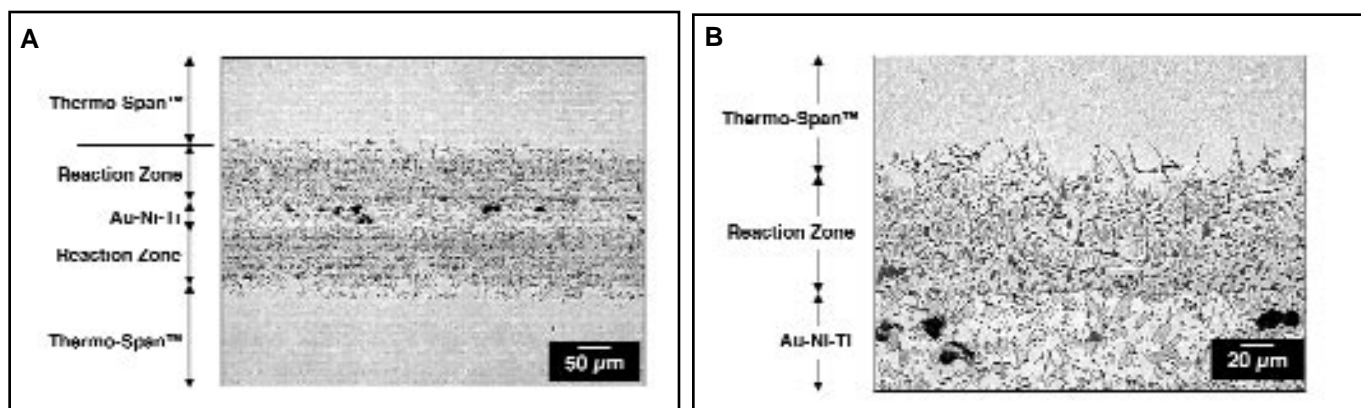 A
Thermo-Span™
Reaction Zone
Au-Ni-Ti
Reaction Zone
Thermo-Span™
50 µm
B
Thermo-Span™
Reaction Zone
Au-Ni-Ti
20 µm